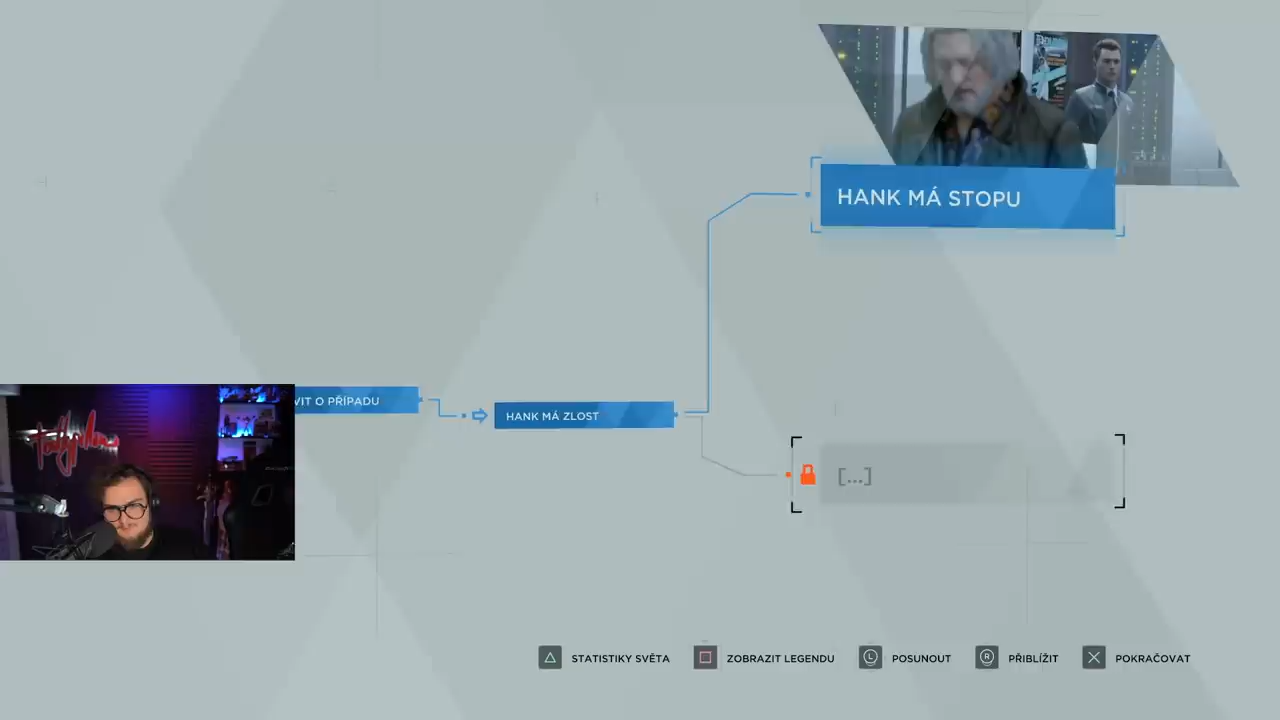 HANK MÁ STOPU
VIT O PŘÍPADU
HANK MÁ ZLOST
[...]
STATISTIKY SVĚTA
ZOBRAZIT LEGENDU
L
POSUNOUT
R
PŘIBLÍŽIT
POKRAČOVAT